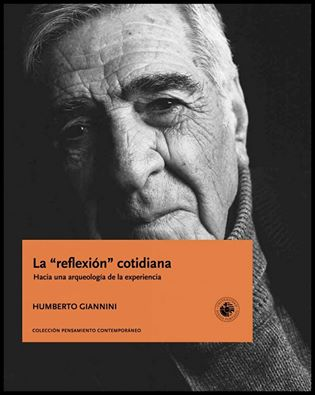 La “reflexión” cotidiana
Hacia una arqueología de la experiencia
HUMBERTO GIANNINI
COLECCIÓN PENSAMIENTO CONTEMPORÁNEO